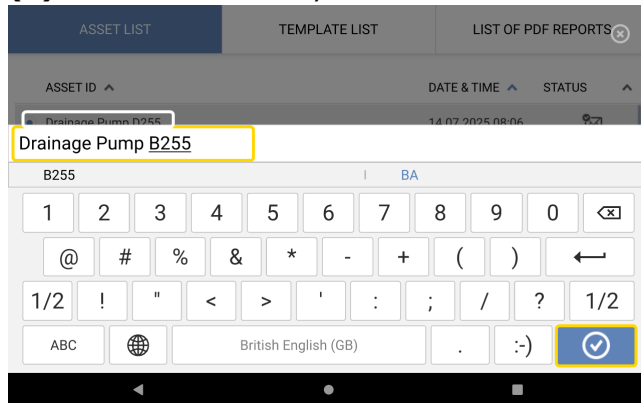 ASSET LIST TEMPLATE LIST LIST OF PDF REPORTS
ASSET ID DATE & TIME STATUS
Drainage Pump D255 14.07.2025 08:06
Drainage Pump B255
B255 BA
1 2 3 4 5 6 7 8 9 0
@ # % & * - + ( )
1/2 ! " < > ' : ; / ? 1/2
ABC British English (GB) . :-)